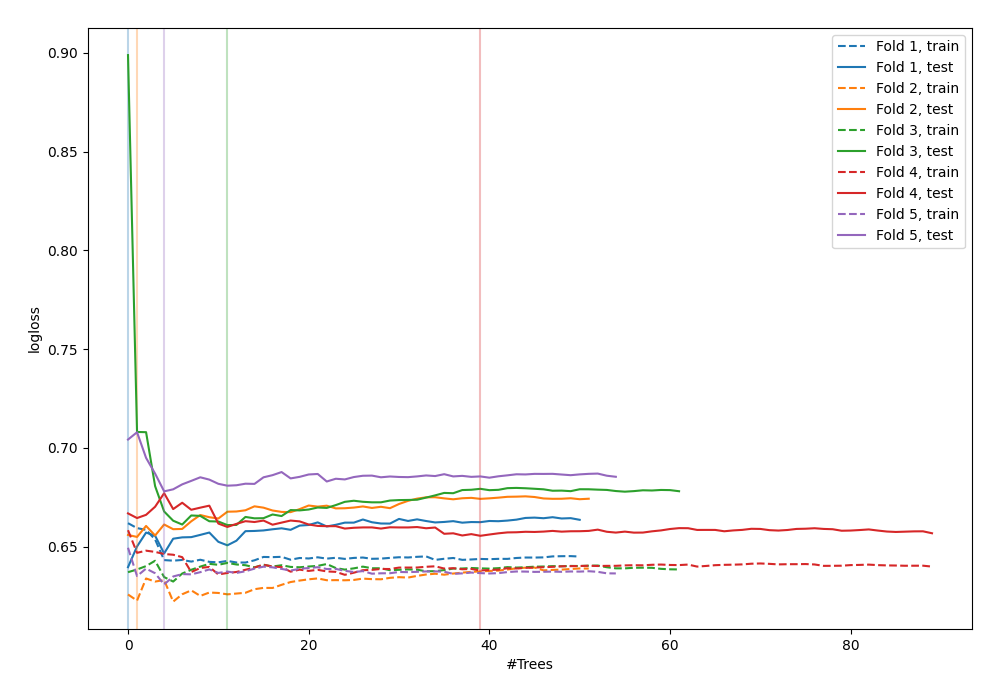 0.90
0.85
0.80
0.75
0.70
0.65
logloss
0
20
40
60
80
#Trees
Fold 1, train
Fold 1, test
Fold 2, train
Fold 2, test
Fold 3, train
Fold 3, test
Fold 4, train
Fold 4, test
Fold 5, train
Fold 5, test